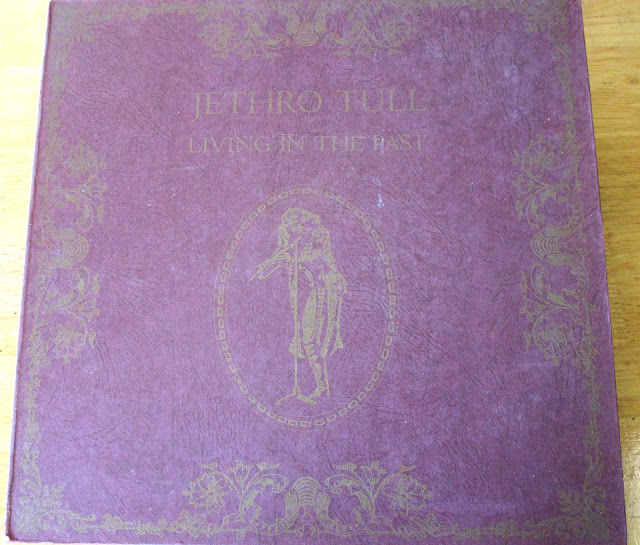 JETHRO TULL
LIVING IN THE PAST